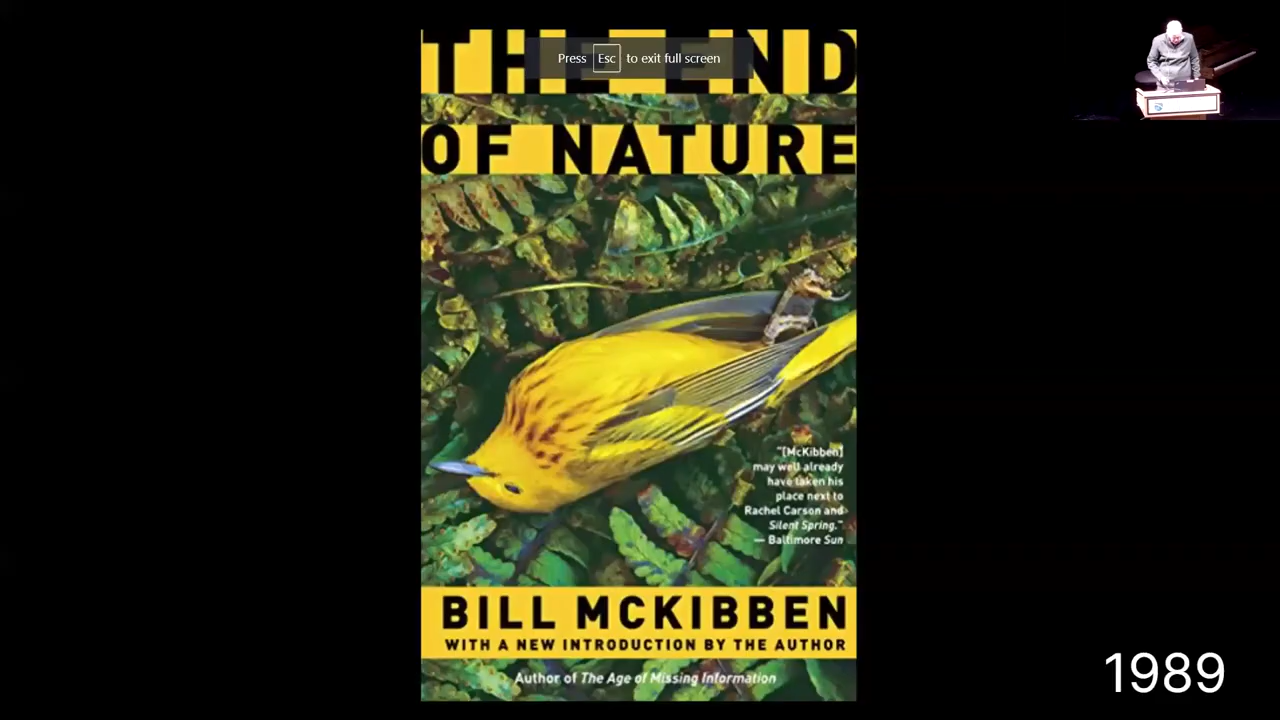 THE END
Press Esc to exit full screen
OF NATURE
"[McKibben]
may well already
have taken his
place next to
Rachel Carson and
Silent Spring."
— Baltimore Sun
BILL MCKIBBEN
WITH A NEW INTRODUCTION BY THE AUTHOR
Author of The Age of Missing Information
1989